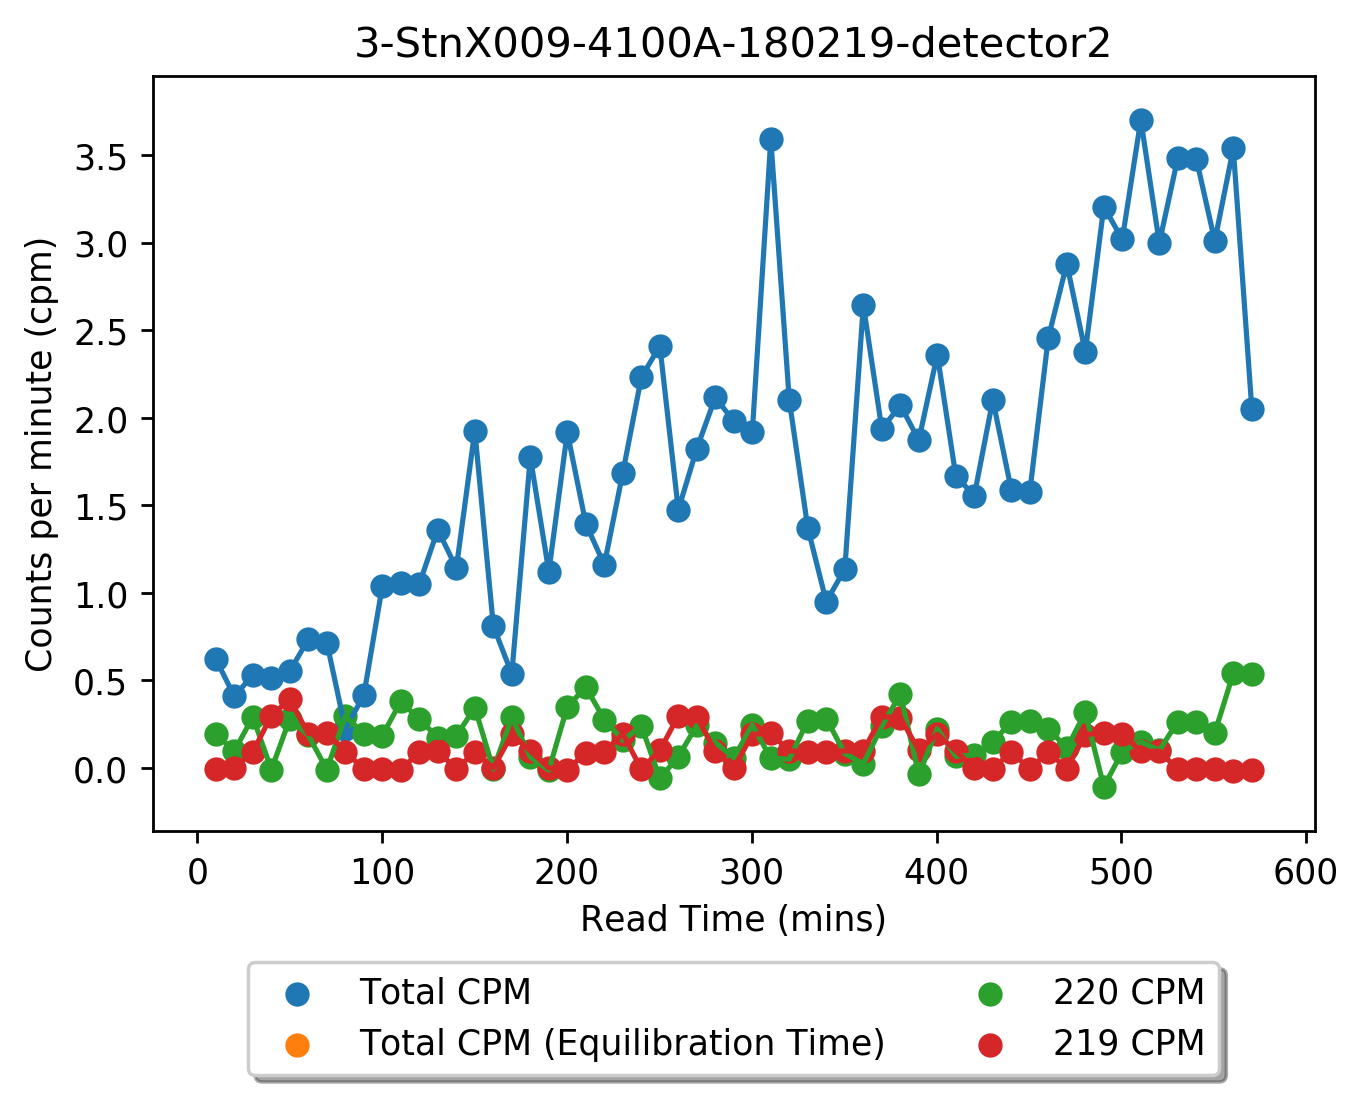 3-StnX009-4100A-180219-detector2
Counts per minute (cpm)
3.5
3.0
2.5
2.0
1.5
1.0
0.5
0.0
0 100 200 300 400 500 600
Read Time (mins)
Total CPM
Total CPM (Equilibration Time)
220 CPM
219 CPM